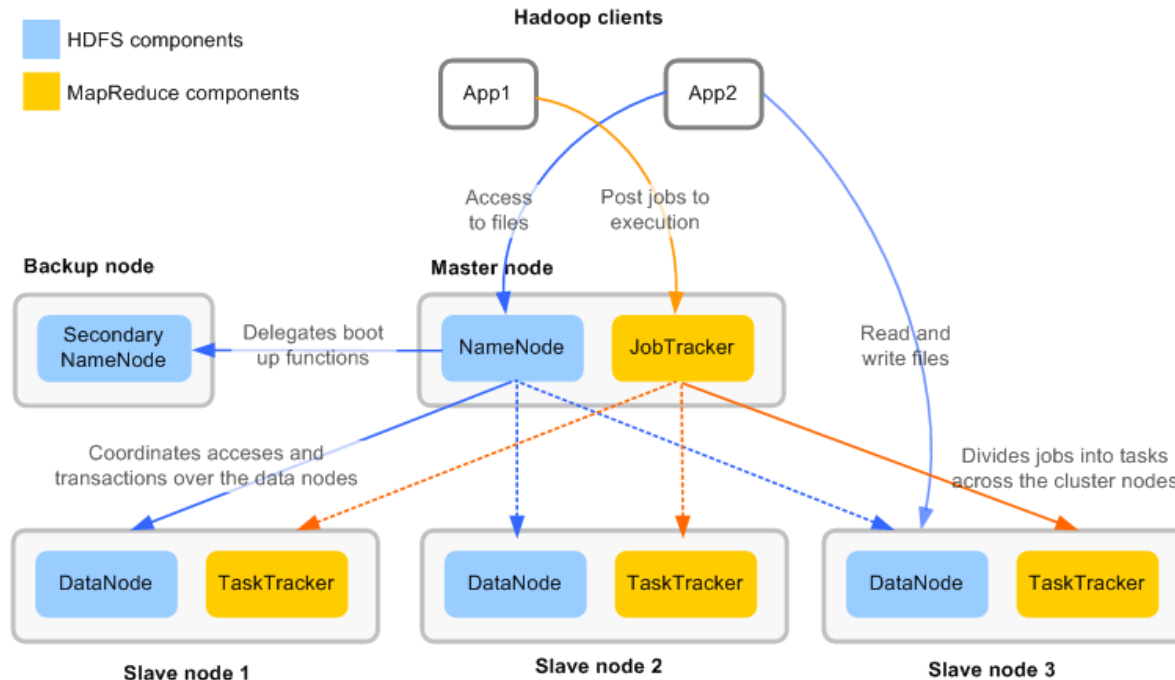 Hadoop clients
HDFS components
MapReduce components
App1
App2
Access
to files
Post jobs to
execution
Backup node
Master node
Secondary
NameNode
Delegates boot
up functions
NameNode
JobTracker
Read and
write files
Coordinates acceses and
transactions over the data nodes
Divides jobs into tasks
across the cluster nodes
DataNode
TaskTracker
DataNode
TaskTracker
DataNode
TaskTracker
Slave node 1
Slave node 2
Slave node 3